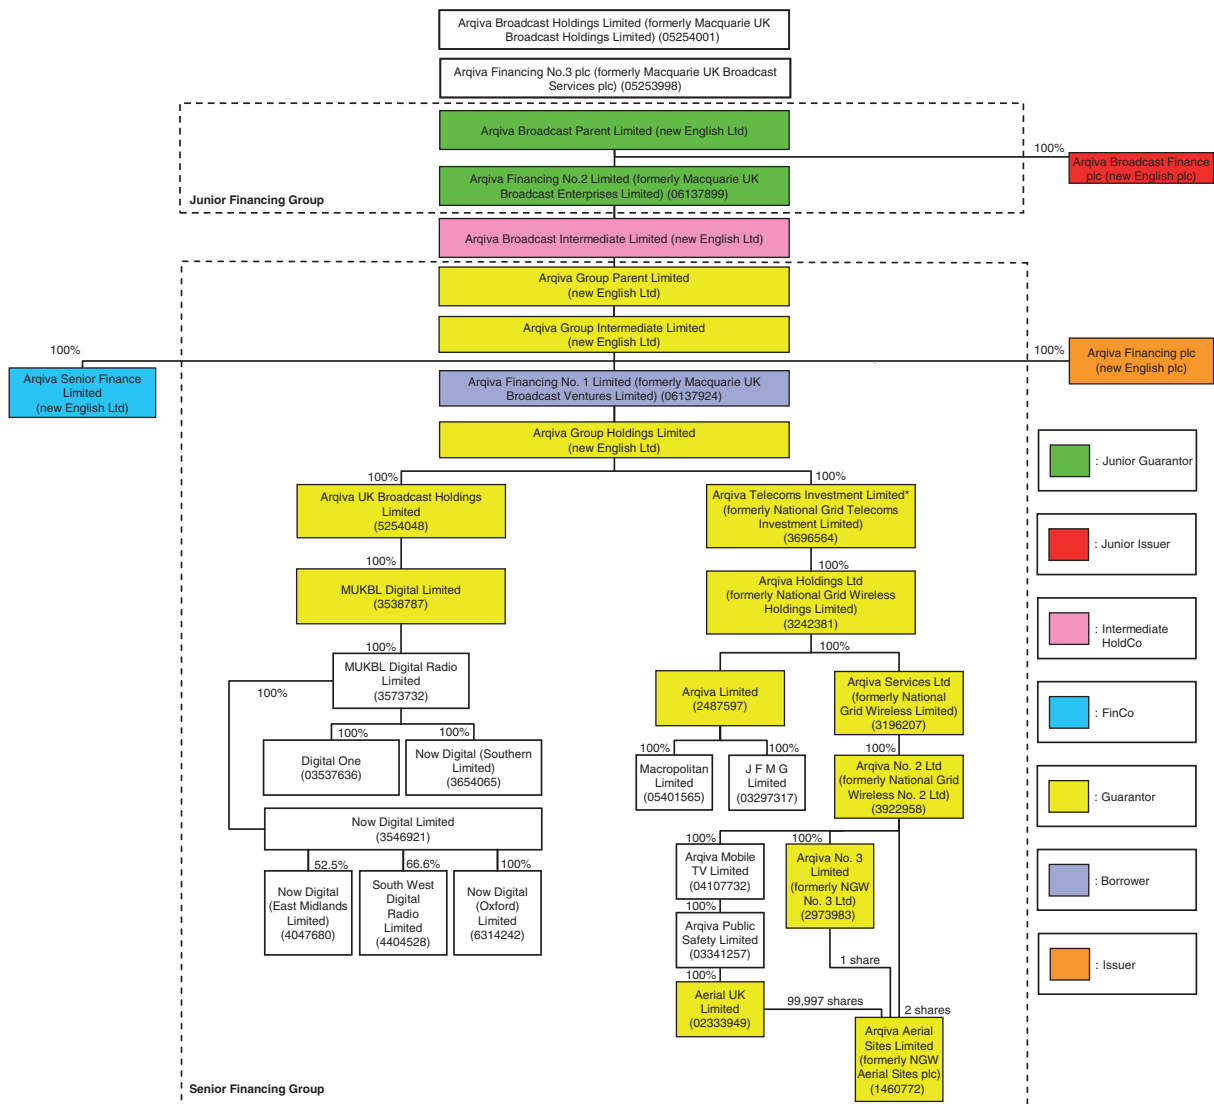 Arqiva Broadcast Holdings Limited (formerly Macquarie UK
Broadcast Holdings Limited) (05254001)
Arqiva Financing No.3 plc (formerly Macquarie UK Broadcast
Services plc) (05253998)
Arqiva Broadcast Parent Limited (new English Ltd)
100%
Arqiva Broadcast Finance
plc (new English plc)
Arqiva Financing No.2 Limited (formerly Macquarie UK
Broadcast Enterprises Limited) (06137899)
Junior Financing Group
Arqiva Broadcast Intermediate Limited (new English Ltd)
Arqiva Group Parent Limited
(new English Ltd)
Arqiva Group Intermediate Limited
(new English Ltd)
100%
100%
Arqiva Senior Finance
Limited
(new English Ltd)
Arqiva Financing plc
(new English plc)
Arqiva Financing No. 1 Limited (formerly Macquarie UK
Broadcast Ventures Limited) (06137924)
Arqiva Group Holdings Limited
(new English Ltd)
100%
100%
Arqiva UK Broadcast Holdings
Limited
(5254048)
Arqiva Telecoms Investment Limited*
(formerly National Grid Telecoms
Investment Limited)
(3696564)
100%
100%
MUKBL Digital Limited
(3538787)
Arqiva Holdings Ltd
(formerly National Grid Wireless
Holdings Limited)
(3242381)
100%
100%
MUKBL Digital Radio
Limited
(3573732)
100%
Arqiva Limited
(2487597)
Arqiva Services Ltd
(formerly National
Grid Wireless Limited)
(3196207)
100%
100%
Digital One
(03537636)
Now Digital (Southern
Limited)
(3654065)
100%
100%
100%
Macropolitan
Limited
(05401565)
J F M G
Limited
(03297317)
Arqiva No. 2 Ltd
(formerly National Grid
Wireless No. 2 Ltd)
(3922958)
Now Digital Limited
(3546921)
52.5%
66.6%
100%
Now Digital
(East Midlands
Limited)
(4047680)
South West
Digital
Radio
Limited
(4404528)
Now Digital
(Oxford)
Limited
(6314242)
100%
100%
Arqiva Mobile
TV Limited
(04107732)
Arqiva No. 3
Limited
(formerly NGW
No. 3 Ltd)
(2973983)
100%
Arqiva Public
Safety Limited
(03341257)
1 share
100%
Aerial UK
Limited
(02333949)
99,997 shares
2 shares
Arqiva Aerial
Sites Limited
(formerly NGW
Aerial Sites plc)
(1460772)
Senior Financing Group
: Junior Guarantor
: Junior Issuer
: Intermediate
HoldCo
: FinCo
: Guarantor
: Borrower
: Issuer